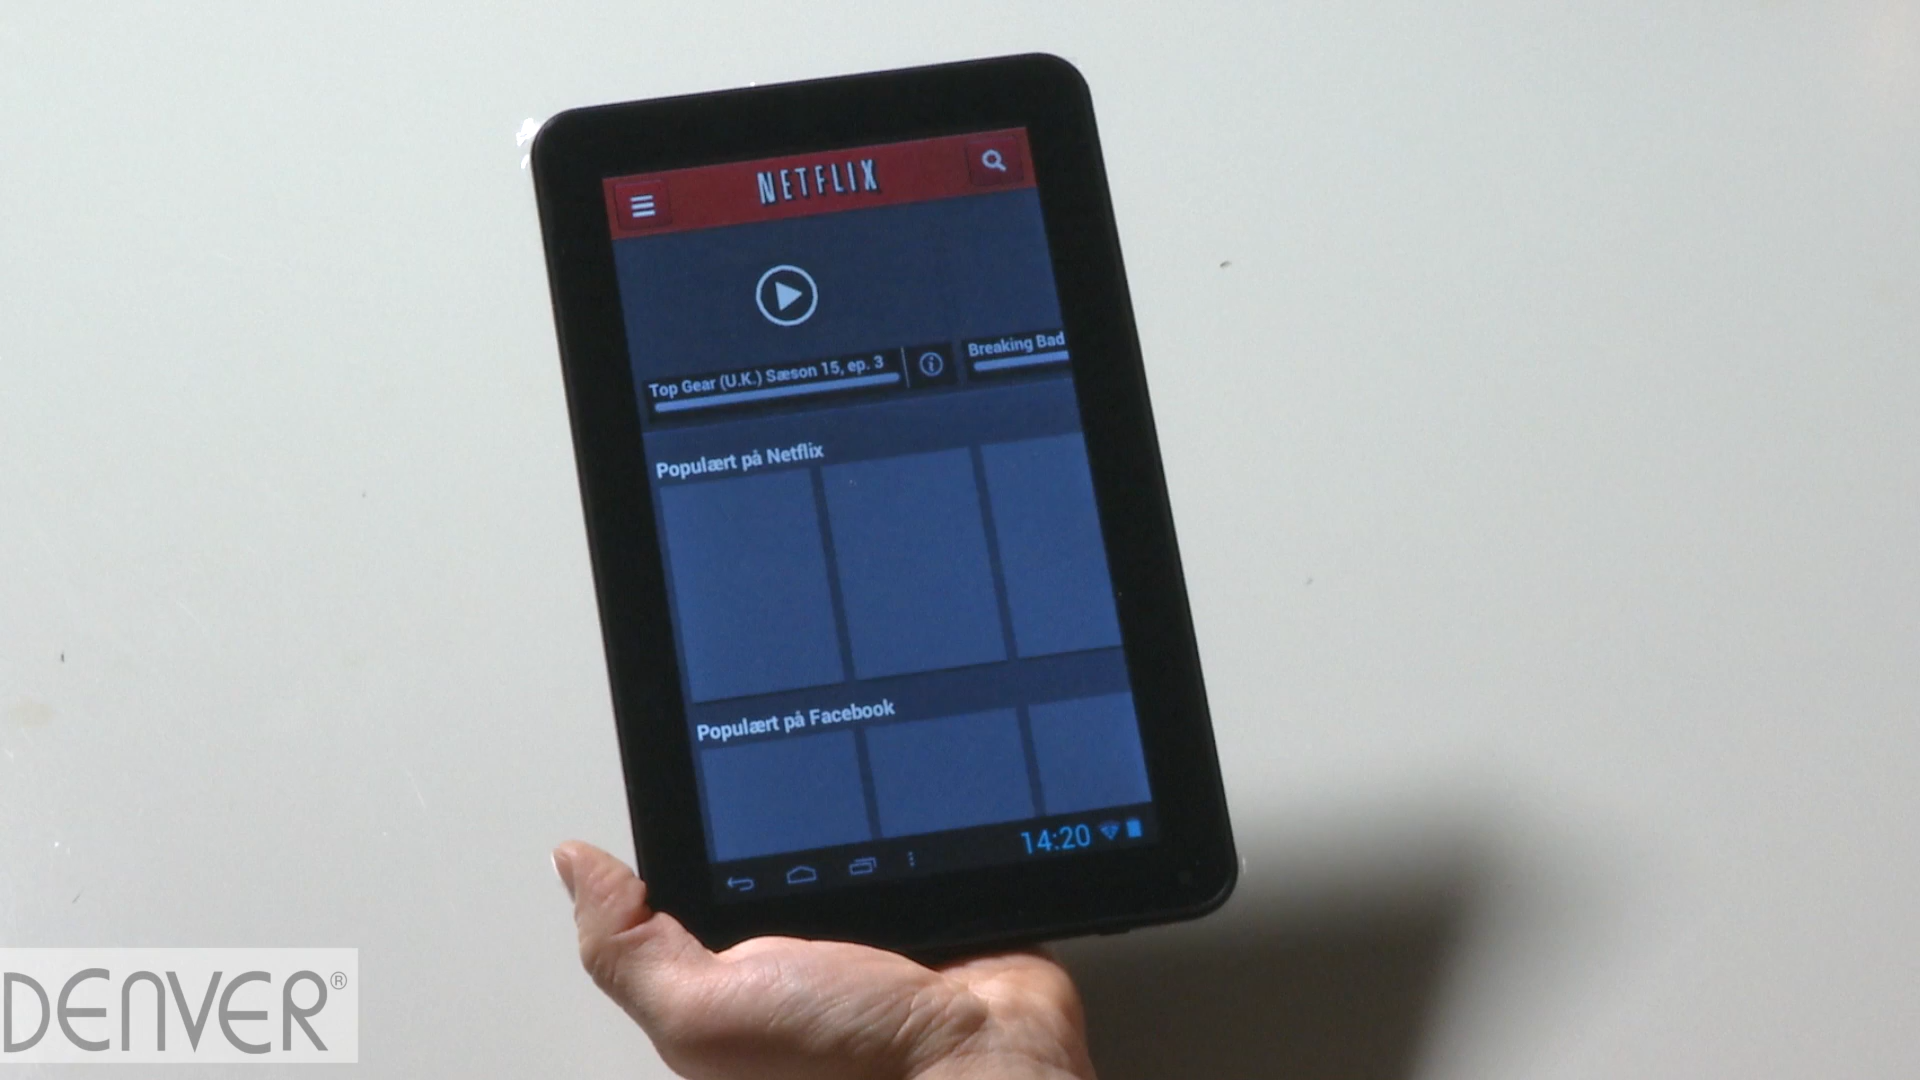 NETFLIX
Top Gear (U.K.) Sæson 15, ep. 3
Breaking Bad
Populært på Netflix
Populært på Facebook
14:20
DENVER®